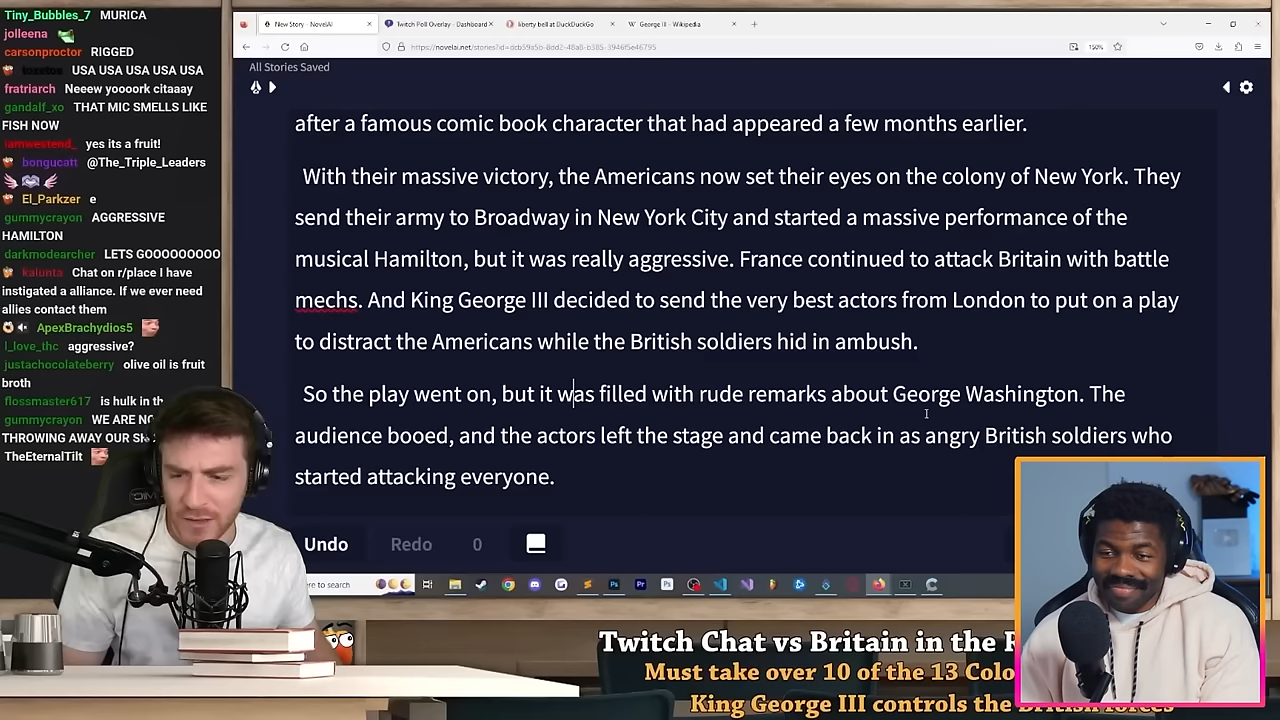 Tiny_Bubbles_7 MURICA
jolleena
carsonproctor RIGGED
USA USA USA USA USA
fratriarch Neeew yoooork citaaay
gandalf_xo THAT MIC SMELLS LIKE
FISH NOW
iamwestend_ yes its a fruit!
bongucatt @The_Triple_Leaders
El_Parkzer e
gummycrayon AGGRESSIVE
HAMILTON
darkmodearcher LETS GOOOOOOOOO
kalunta Chat on r/place I have
instigated a alliance. If we ever need
allies contact them
ApexBrachydios5
l_love_thc aggressive?
justachocolateberry olive oil is fruit
broth
flossmaster617 is hulk in th
gummycrayon WE ARE NO
THROWING AWAY OUR SH
TheEternalTilt
New Story - NovelAI
Twitch Poll Overlay - Dashboard
liberty bell at DuckDuckGo
George III - Wikipedia
150%
All Stories Saved
after a famous comic book character that had appeared a few months earlier.
With their massive victory, the Americans now set their eyes on the colony of New York. They
send their army to Broadway in New York City and started a massive performance of the
musical Hamilton, but it was really aggressive. France continued to attack Britain with battle
mechs. And King George III decided to send the very best actors from London to put on a play
to distract the Americans while the British soldiers hid in ambush.
So the play went on, but it was filled with rude remarks about George Washington. The
audience booed, and the actors left the stage and came back in as angry British soldiers who
started attacking everyone.
Undo
Redo
0
ere to search
Twitch Chat vs Britain in the R
Must take over 10 of the 13 Colo
King George III controls the British forces